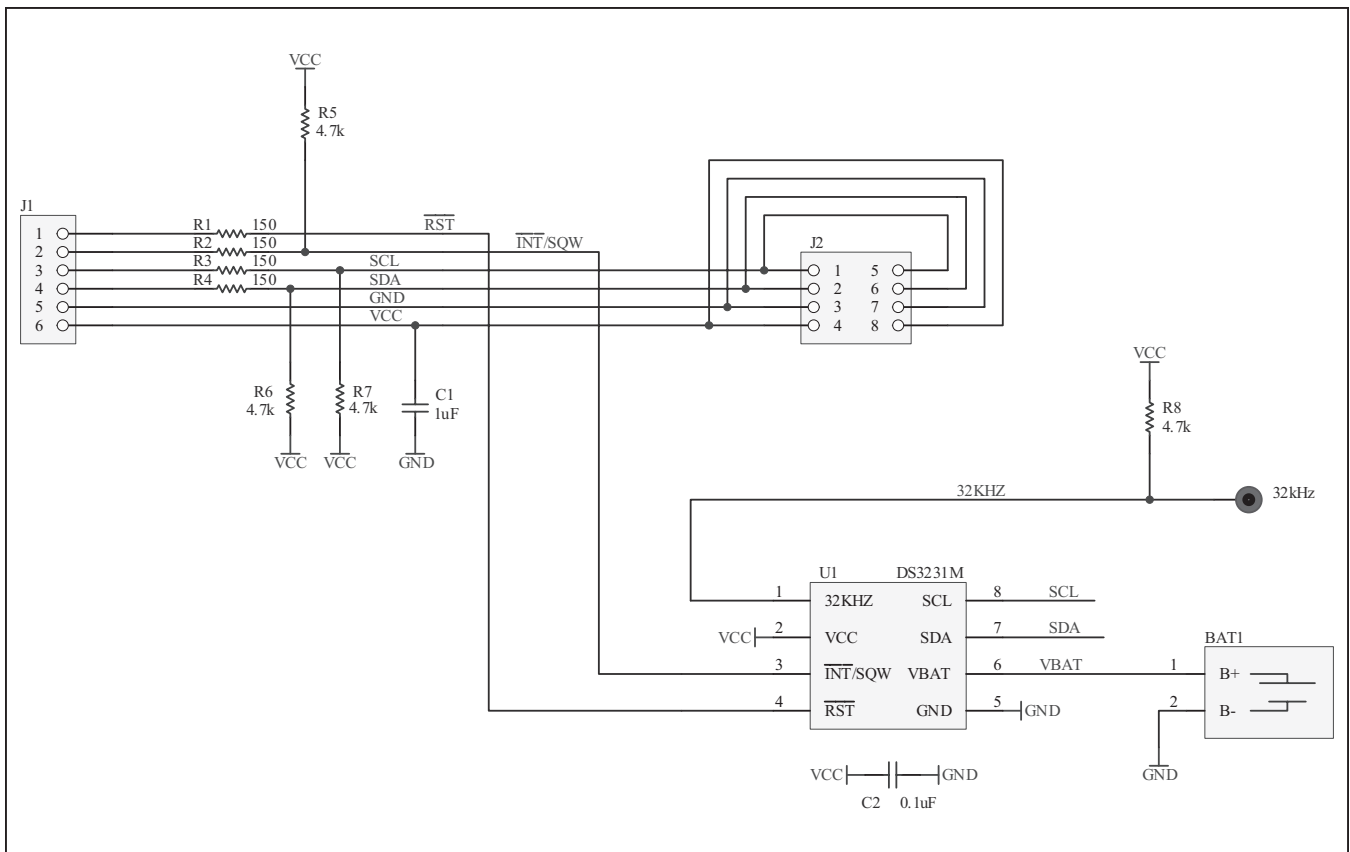 VCC
R5
4.7k
J1
1 R1 150 RST
2 R2 150 INT/SQW
3 R3 150 SCL
4 R4 150 SDA
5 GND
6 VCC
J2
1 5
2 6
3 7
4 8
R6
4.7k
R7
4.7k
C1
1uF
VCC VCC GND
VCC
R8
4.7k
32KHZ
32kHz
U1 DS3231M
1 32KHZ SCL 8 SCL
VCC 2 VCC SDA 7 SDA
3 INT/SQW VBAT 6 VBAT
4 RST GND 5 GND
BAT1
1 B+
2 B-
GND
VCC GND
C2 0.1uF